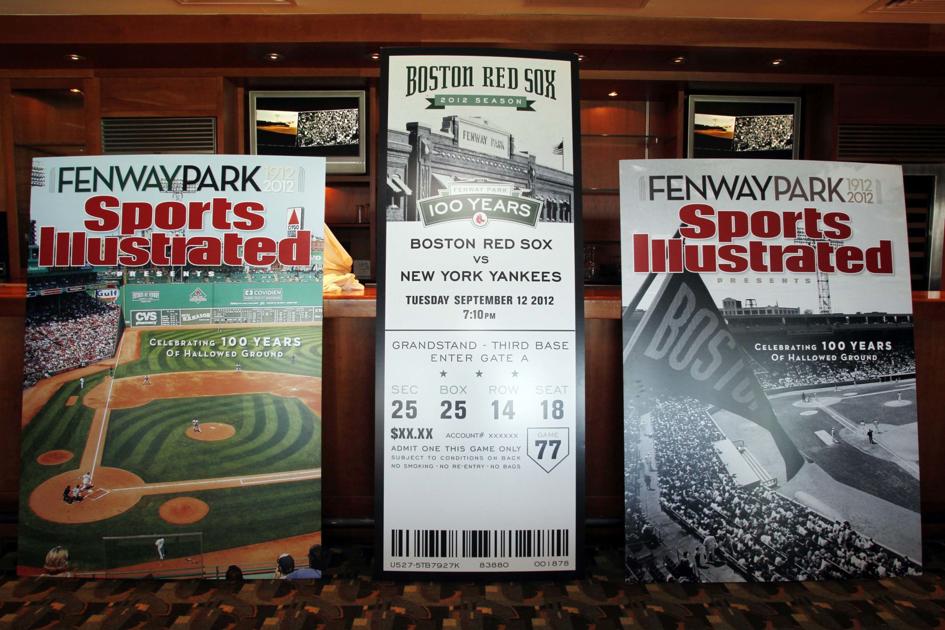 FENWAYPARK 1912 2012
Sports
Illustrated
PRESENTS
CITGO
Gulf
COVIDIEN
CVS
CELEBRATING 100 YEARS
OF HALLOWED GROUND
BOSTON RED SOX
2012 SEASON
FENWAY PARK
FENWAY PARK
100 YEARS
BOSTON RED SOX
VS
NEW YORK YANKEES
TUESDAY SEPTEMBER 12 2012
7:10PM
GRANDSTAND - THIRD BASE
ENTER GATE A
SEC BOX ROW SEAT
25 25 14 18
$XX.XX ACCOUNT# XXXXXX
ADMIT ONE THIS GAME ONLY
SUBJECT TO CONDITIONS ON BACK
NO SMOKING - NO RE-ENTRY - NO BAGS
GAME
77
U527-5TB7927K 83880 001878
FENWAYPARK 1912 2012
Sports
Illustrated
PRESENTS
BOSTON
CELEBRATING 100 YEARS
OF HALLOWED GROUND